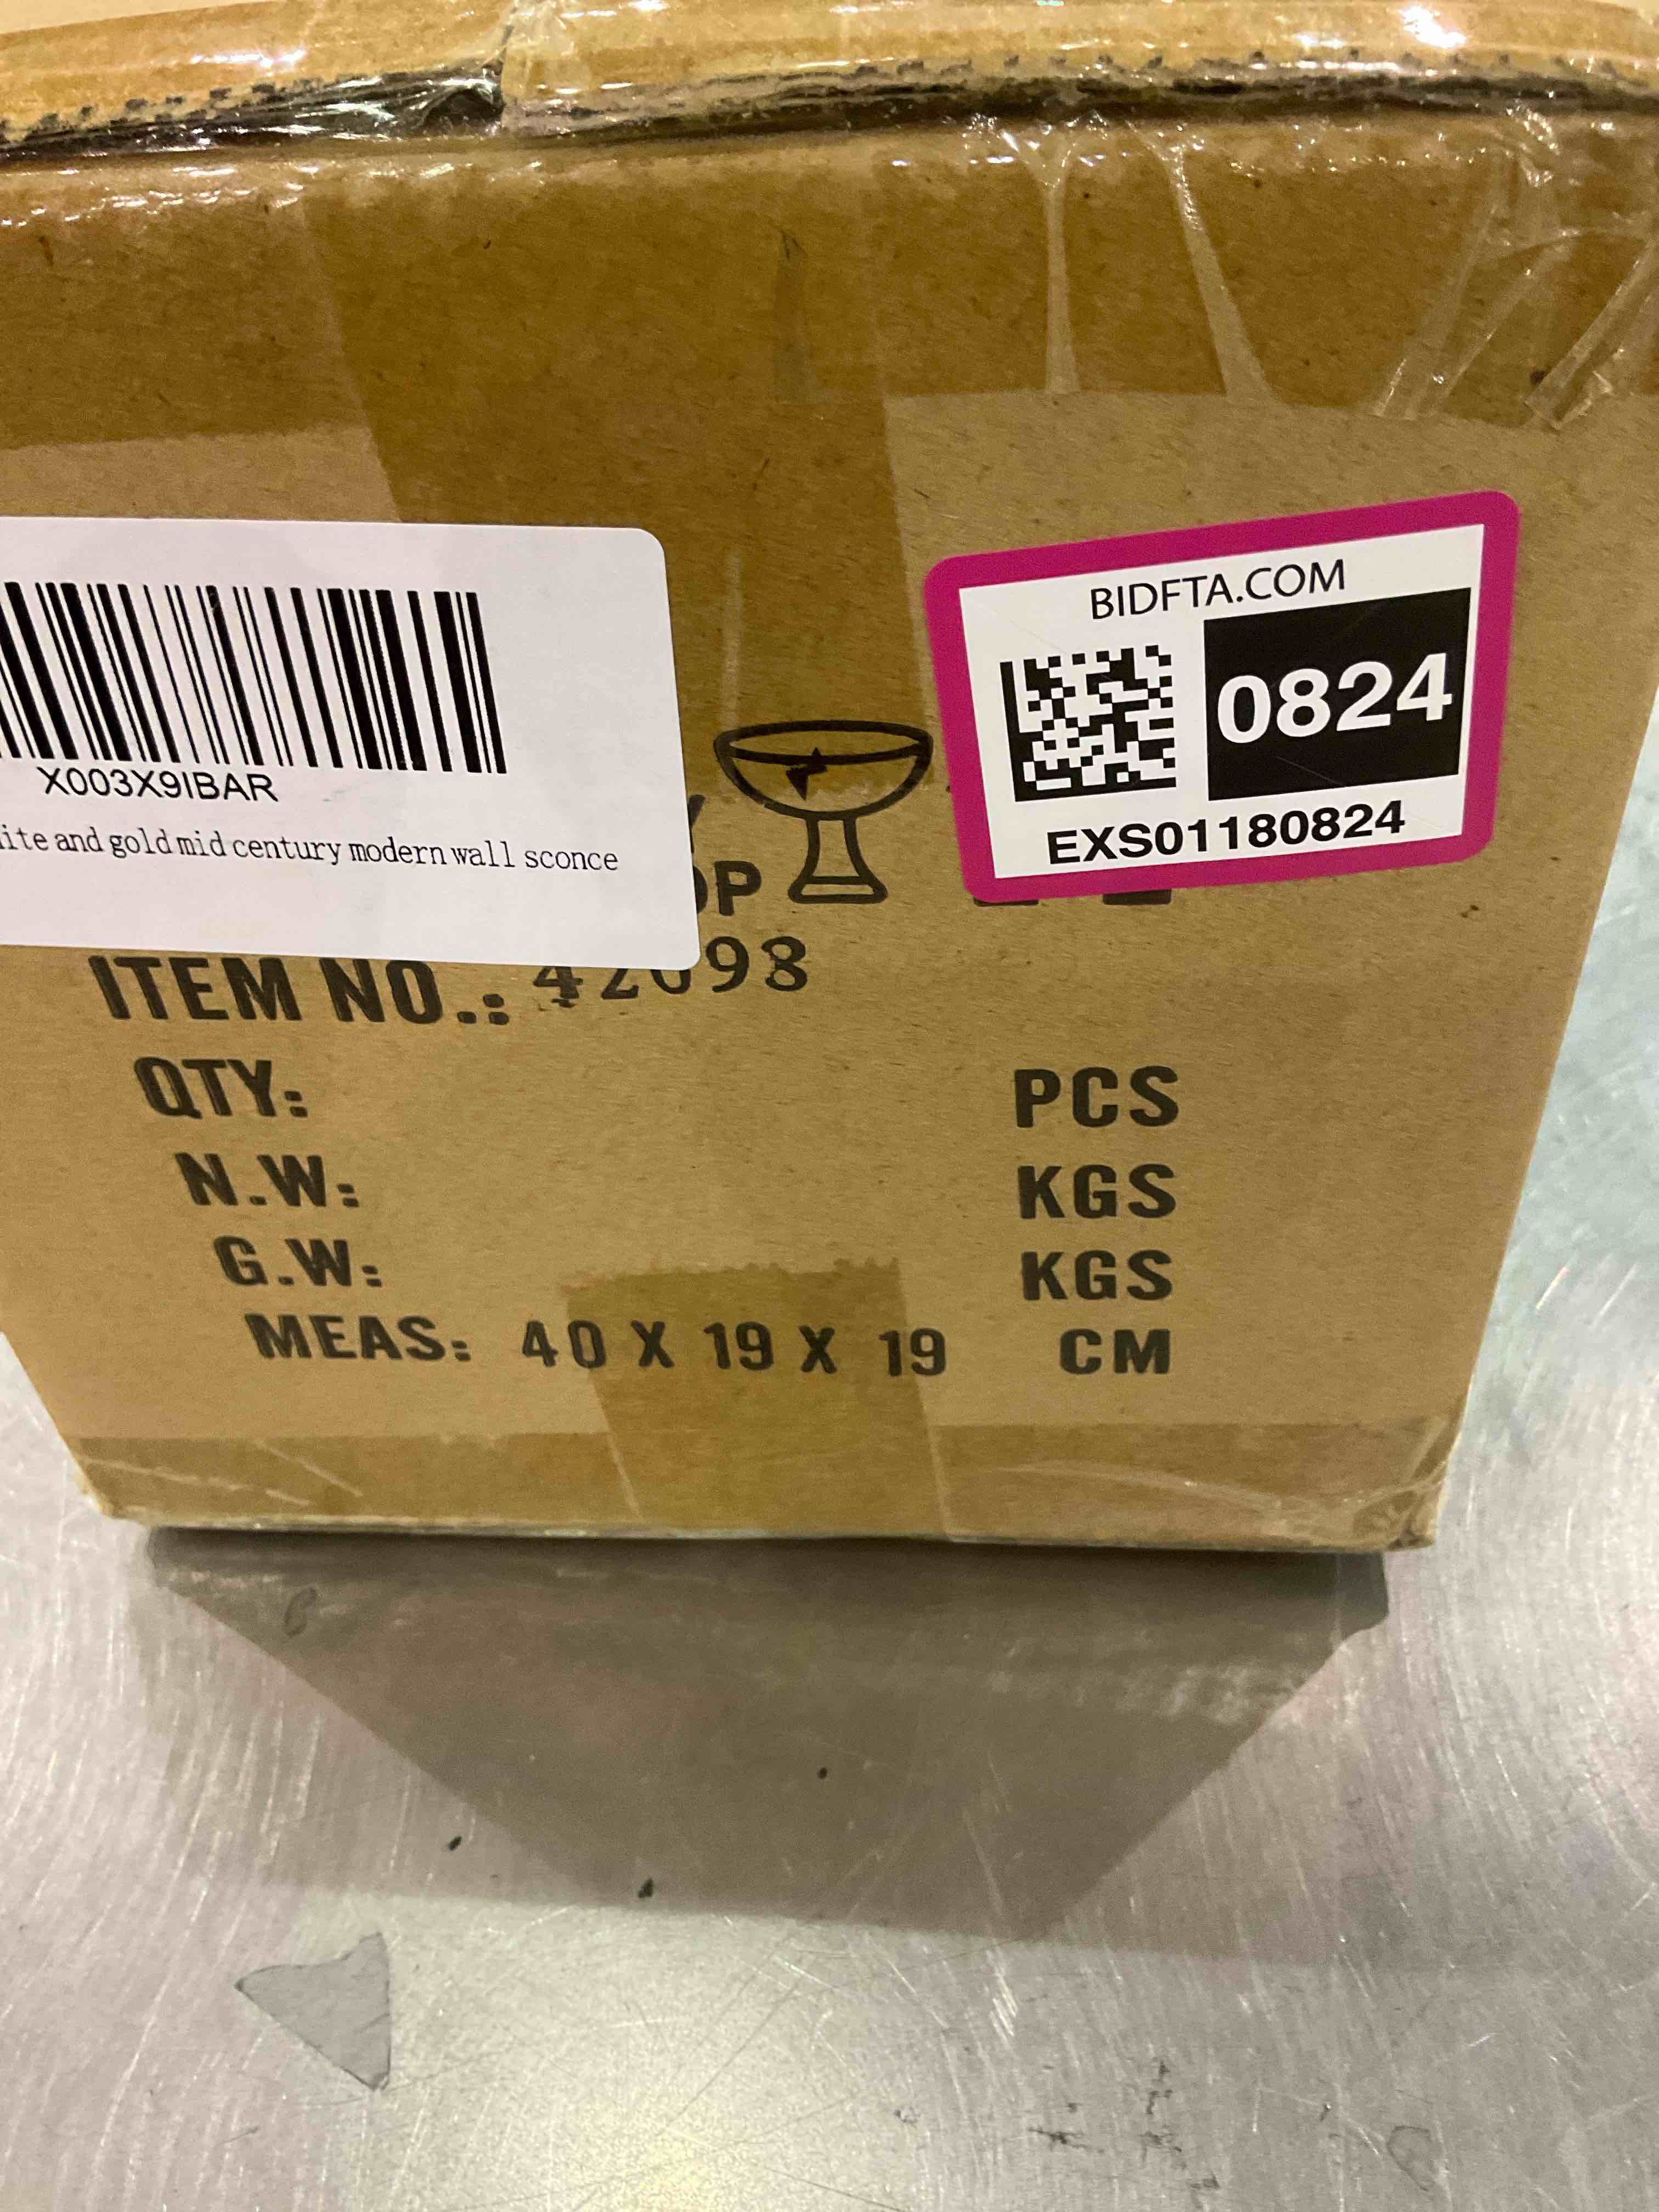 BIDFTA.COM
0824
EXS01180824
X003X9IBAR
and gold mid century modern wall sconce
ITEM NO.: 42098
QTY: PCS
N.W: KGS
G.W: KGS
MEAS: 40 X 19 X 19 CM